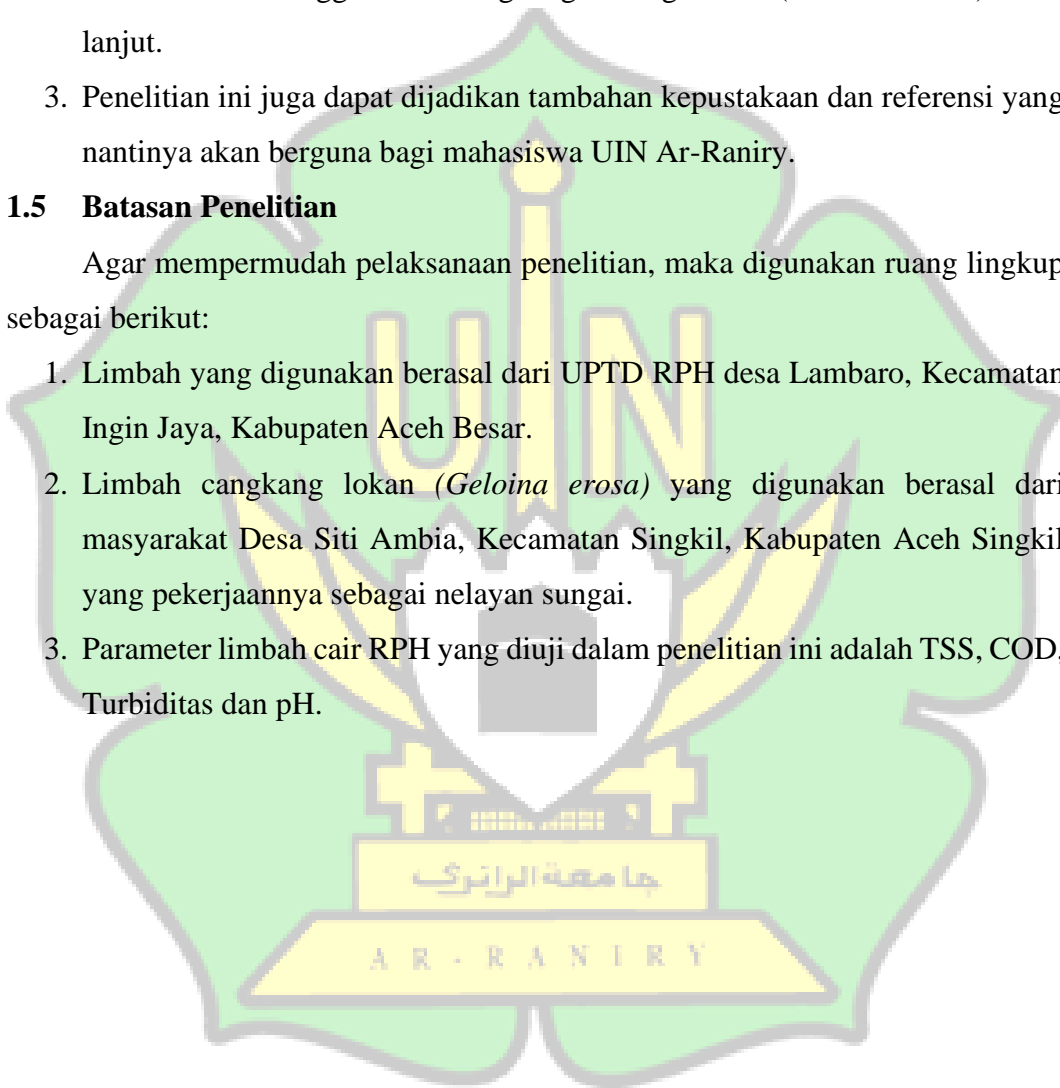 lanjut.
3. Penelitian ini juga dapat dijadikan tambahan kepustakaan dan referensi yang
nantinya akan berguna bagi mahasiswa UIN Ar-Raniry.
1.5 Batasan Penelitian
Agar mempermudah pelaksanaan penelitian, maka digunakan ruang lingkup
sebagai berikut:
1. Limbah yang digunakan berasal dari UPTD RPH desa Lambaro, Kecamatan
Ingin Jaya, Kabupaten Aceh Besar.
2. Limbah cangkang lokan (Geloina erosa) yang digunakan berasal dari
masyarakat Desa Siti Ambia, Kecamatan Singkil, Kabupaten Aceh Singkil
yang pekerjaannya sebagai nelayan sungai.
3. Parameter limbah cair RPH yang diuji dalam penelitian ini adalah TSS, COD,
Turbiditas dan pH.
UIN
جامعة الرانري
AR-RANIRY